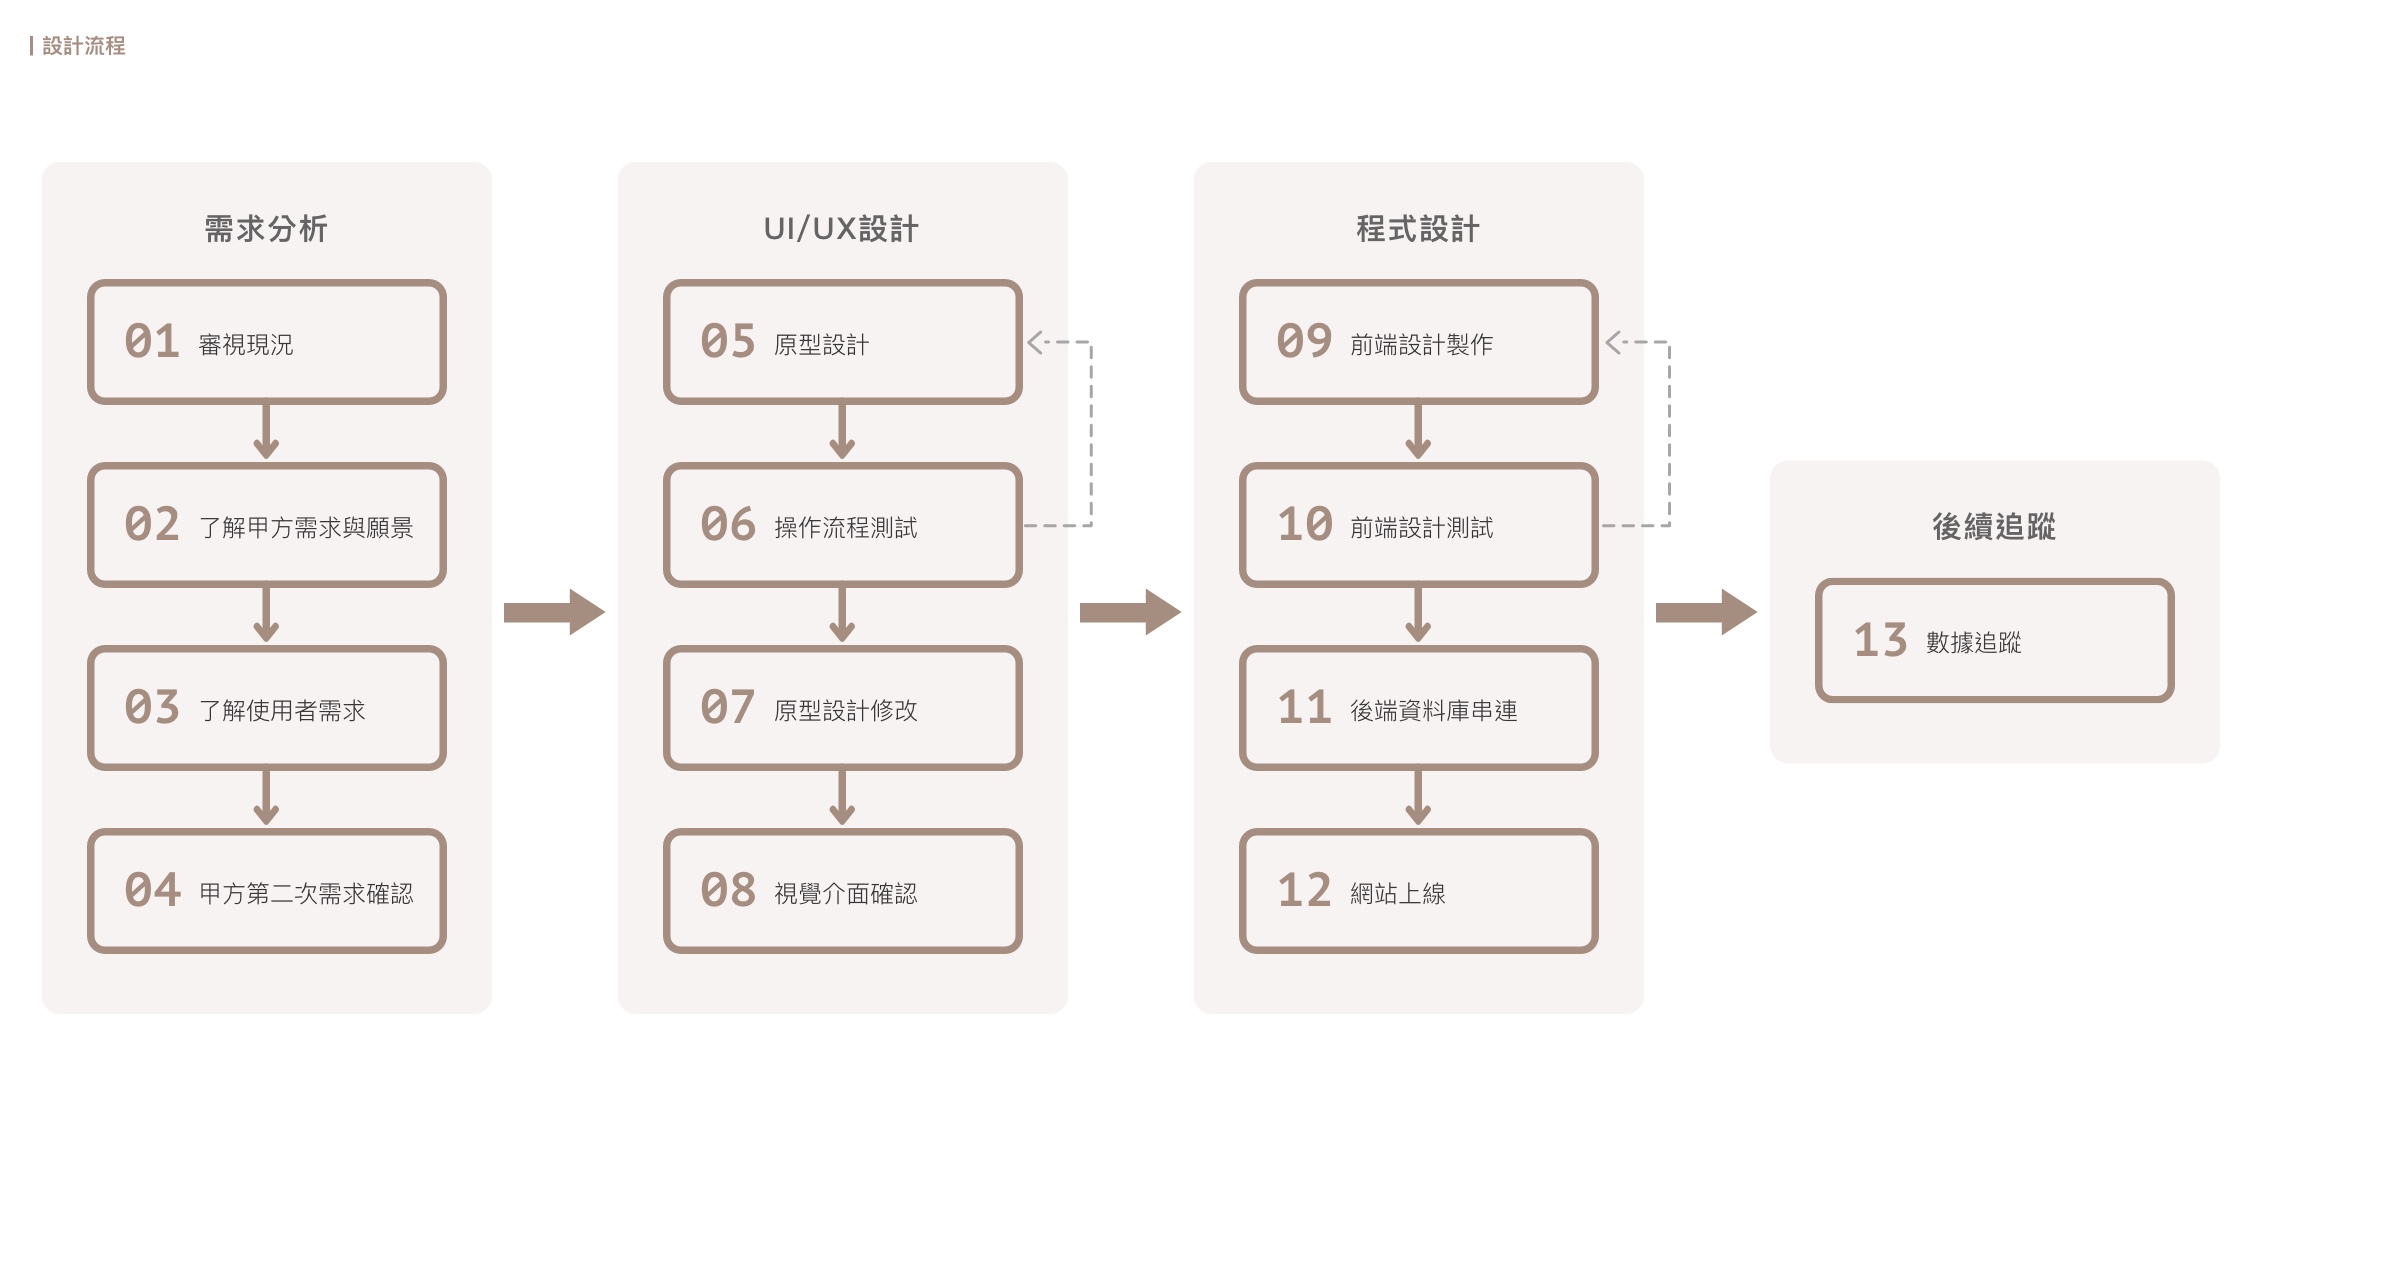 設計流程
需求分析
01 審視現況
02 了解甲方需求與願景
03 了解使用者需求
04 甲方第二次需求確認
UI/UX設計
05 原型設計
06 操作流程測試
07 原型設計修改
08 視覺介面確認
程式設計
09 前端設計製作
10 前端設計測試
11 後端資料庫串連
12 網站上線
後續追蹤
13 數據追蹤